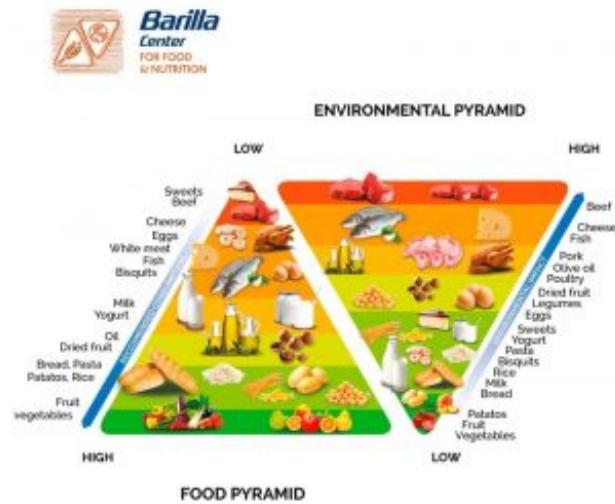 Barilla
Center
FOR FOOD
& NUTRITION
ENVIRONMENTAL PYRAMID
LOW
HIGH
Sweets
Beef
Cheese
Eggs
White meat
Fish
Bisquits
Milk
Yogurt
Oil
Dried fruit
Bread, Pasta
Patatos, Rice
Fruit
vegetables
Beef
Cheese
Fish
Pork
Olive oil
Poultry
Dried fruit
Legumes
Eggs
Sweets
Yogurt
Pasta
Bisquits
Rice
Milk
Bread
Patatos
Fruit
Vegetables
HIGH
LOW
FOOD PYRAMID